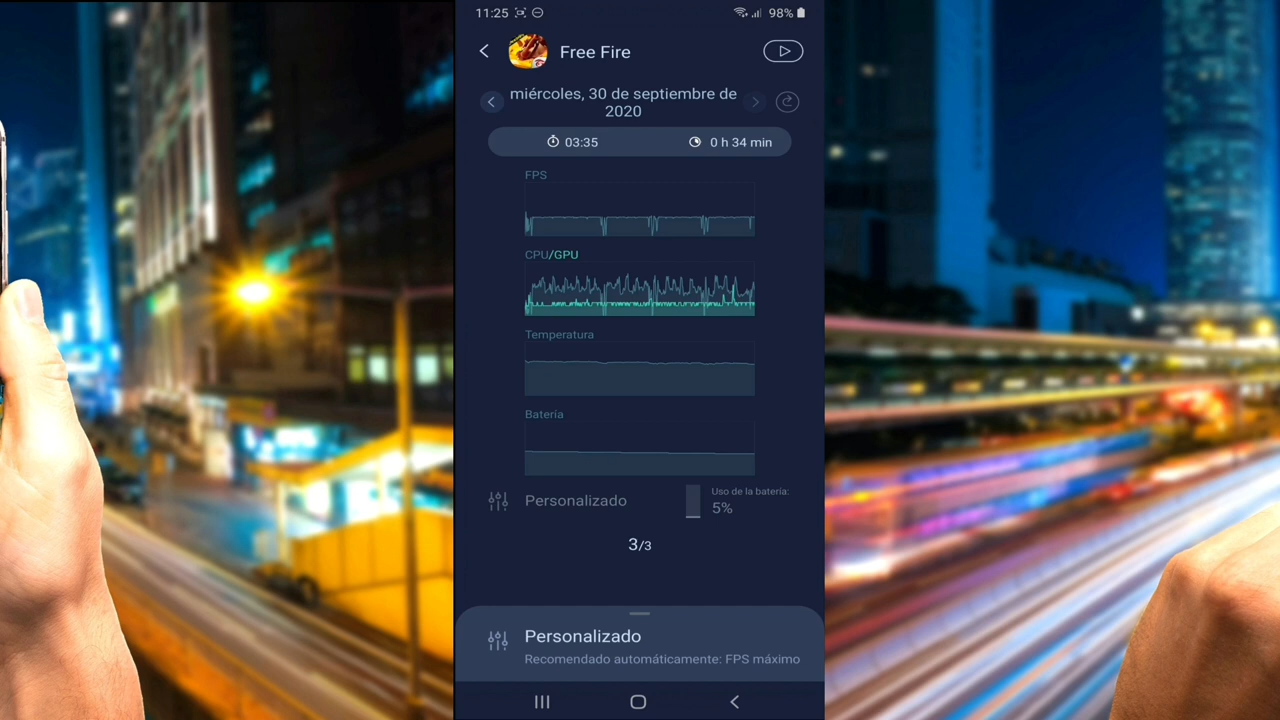 11:25
98%
Free Fire
miércoles, 30 de septiembre de
2020
03:35
0 h 34 min
FPS
CPU/GPU
Temperatura
Batería
Personalizado
Uso de la batería:
5%
3/3
Personalizado
Recomendado automáticamente: FPS máximo